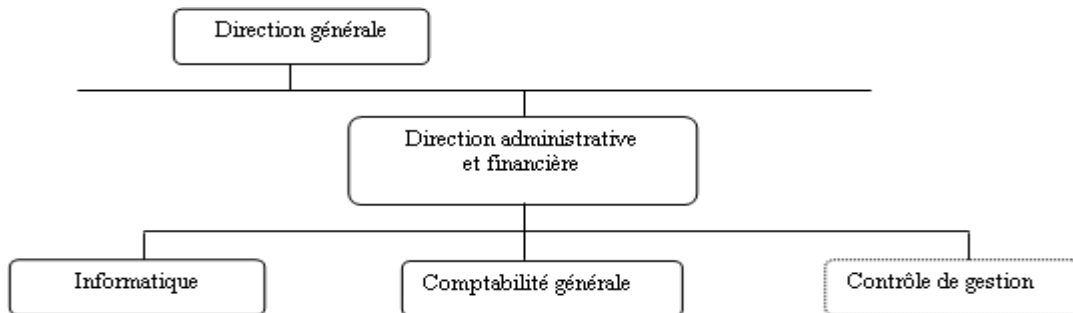 Direction générale
Direction administrative
et financière
Informatique
Comptabilité générale
Contrôle de gestion